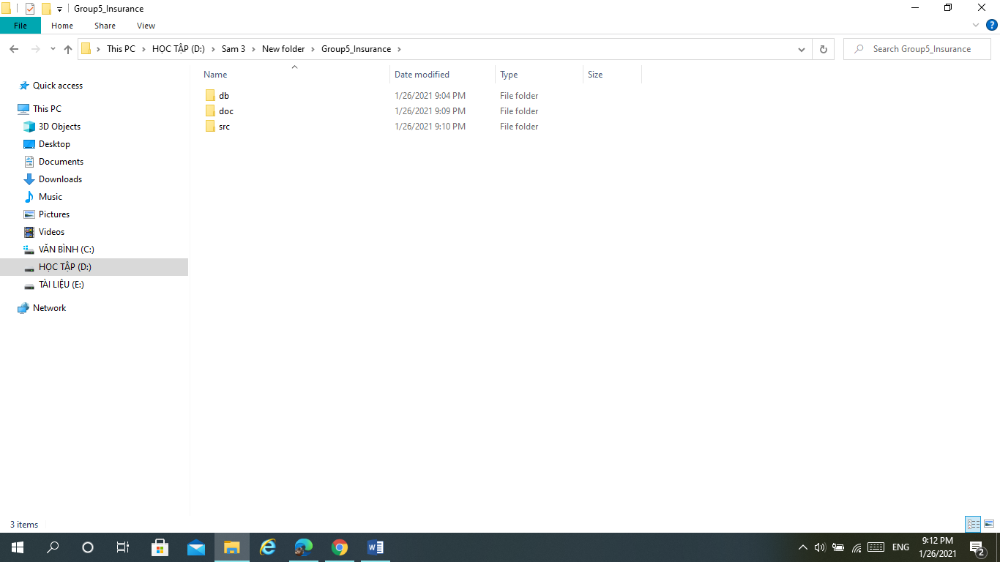 Group5_Insurance
File Home Share View
This PC HỌC TẬP (D:) Sam 3 New folder Group5_Insurance
Search Group5_Insurance
Name Date modified Type Size
db 1/26/2021 9:04 PM File folder
doc 1/26/2021 9:09 PM File folder
src 1/26/2021 9:10 PM File folder
Quick access
This PC
3D Objects
Desktop
Documents
Downloads
Music
Pictures
Videos
VĂN BÌNH (C:)
HỌC TẬP (D:)
TÀI LIỆU (E:)
Network
3 items
ENG
9:12 PM
1/26/2021
2